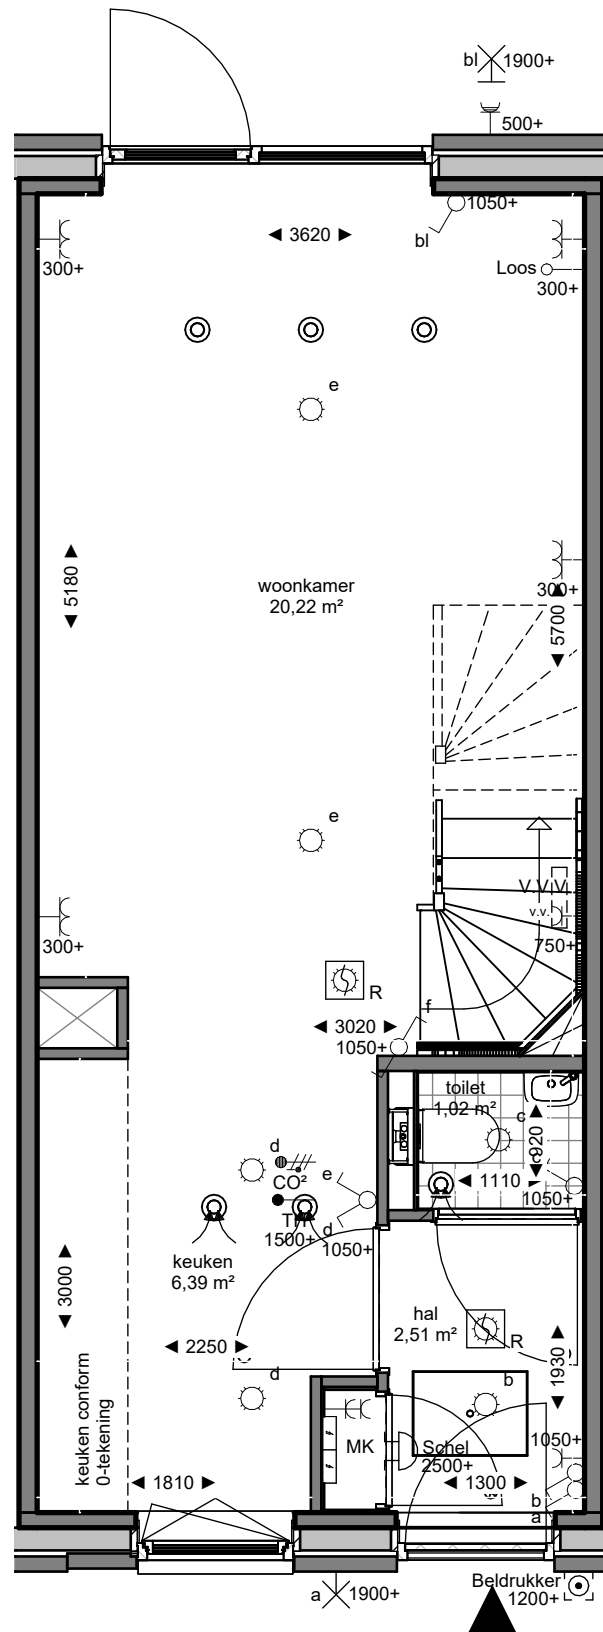 bl 1900+
500+
1050+
bl
◄ 3620 ►
300+
Loos
300+
e
◄ 5180 ►
woonkamer
20,22 m²
300+
◄ 5700 ►
e
V.V.V
v.v.
300+
750+
R
f
◄ 3020 ►
1050+
toilet
1,02 m²
c
◄ 920 ►
d
CO²
e
◄ 1110
1050+
1500+
d
1050+
keuken
6,39 m²
◄ 3000 ►
hal
2,51 m²
R
◄ 2250 ►
◄ 1930 ►
d
b
keuken conform
0-tekening
MK
Schel
2500+
1050+
◄ 1810 ►
◄ 1300 ►
b
a
a 1900+
Beldrukker
1200+